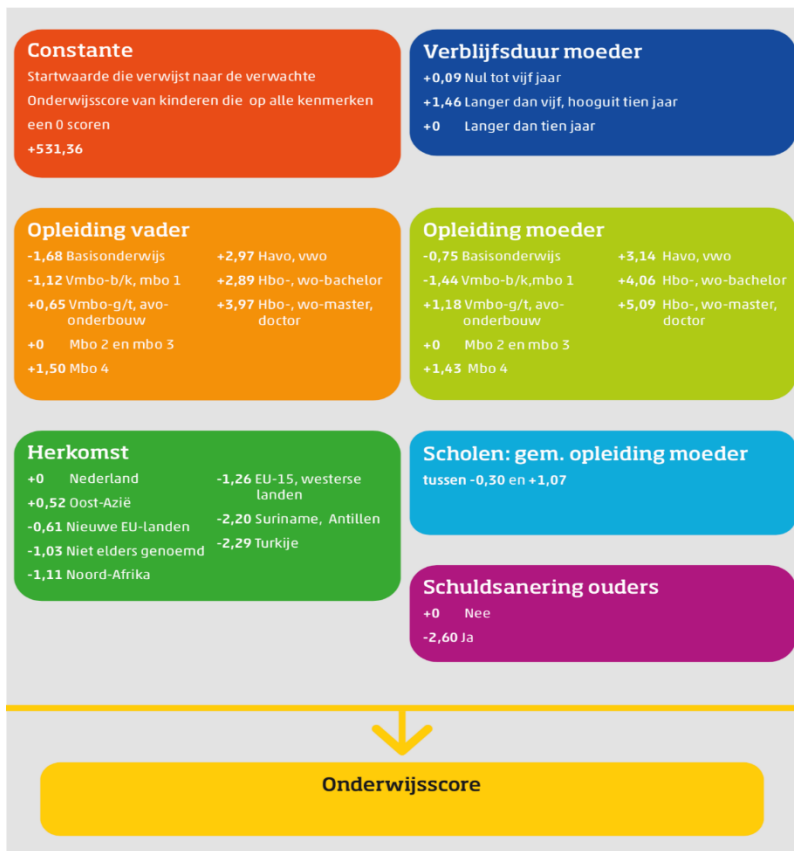 Constante
Startwaarde die verwijst naar de verwachte
Onderwijsscore van kinderen die op alle kenmerken
een 0 scoren
+531,36
Verblijfsduur moeder
+0,09 Nul tot vijf jaar
+1,46 Langer dan vijf, hooguit tien jaar
+0 Langer dan tien jaar
Opleiding vader
-1,68 Basisonderwijs
-1,12 Vmbo-b/k, mbo 1
+0,65 Vmbo-g/t, avo-
onderbouw
+0 Mbo 2 en mbo 3
+1,50 Mbo 4
+2,97 Havo, vwo
+2,89 Hbo-, wo-bachelor
+3,97 Hbo-, wo-master,
doctor
Opleiding moeder
-0,75 Basisonderwijs
-1,44 Vmbo-b/k,mbo 1
+1,18 Vmbo-g/t, avo-
onderbouw
+0 Mbo 2 en mbo 3
+1,43 Mbo 4
+3,14 Havo, vwo
+4,06 Hbo-, wo-bachelor
+5,09 Hbo-, wo-master,
doctor
Herkomst
+0 Nederland
+0,52 Oost-Azië
-0,61 Nieuwe EU-landen
-1,03 Niet elders genoemd
-1,11 Noord-Afrika
-1,26 EU-15, westerse
landen
-2,20 Suriname, Antillen
-2,29 Turkije
Scholen: gem. opleiding moeder
tussen -0,30 en +1,07
Schuldsanering ouders
+0 Nee
-2,60 Ja
Onderwijsscore